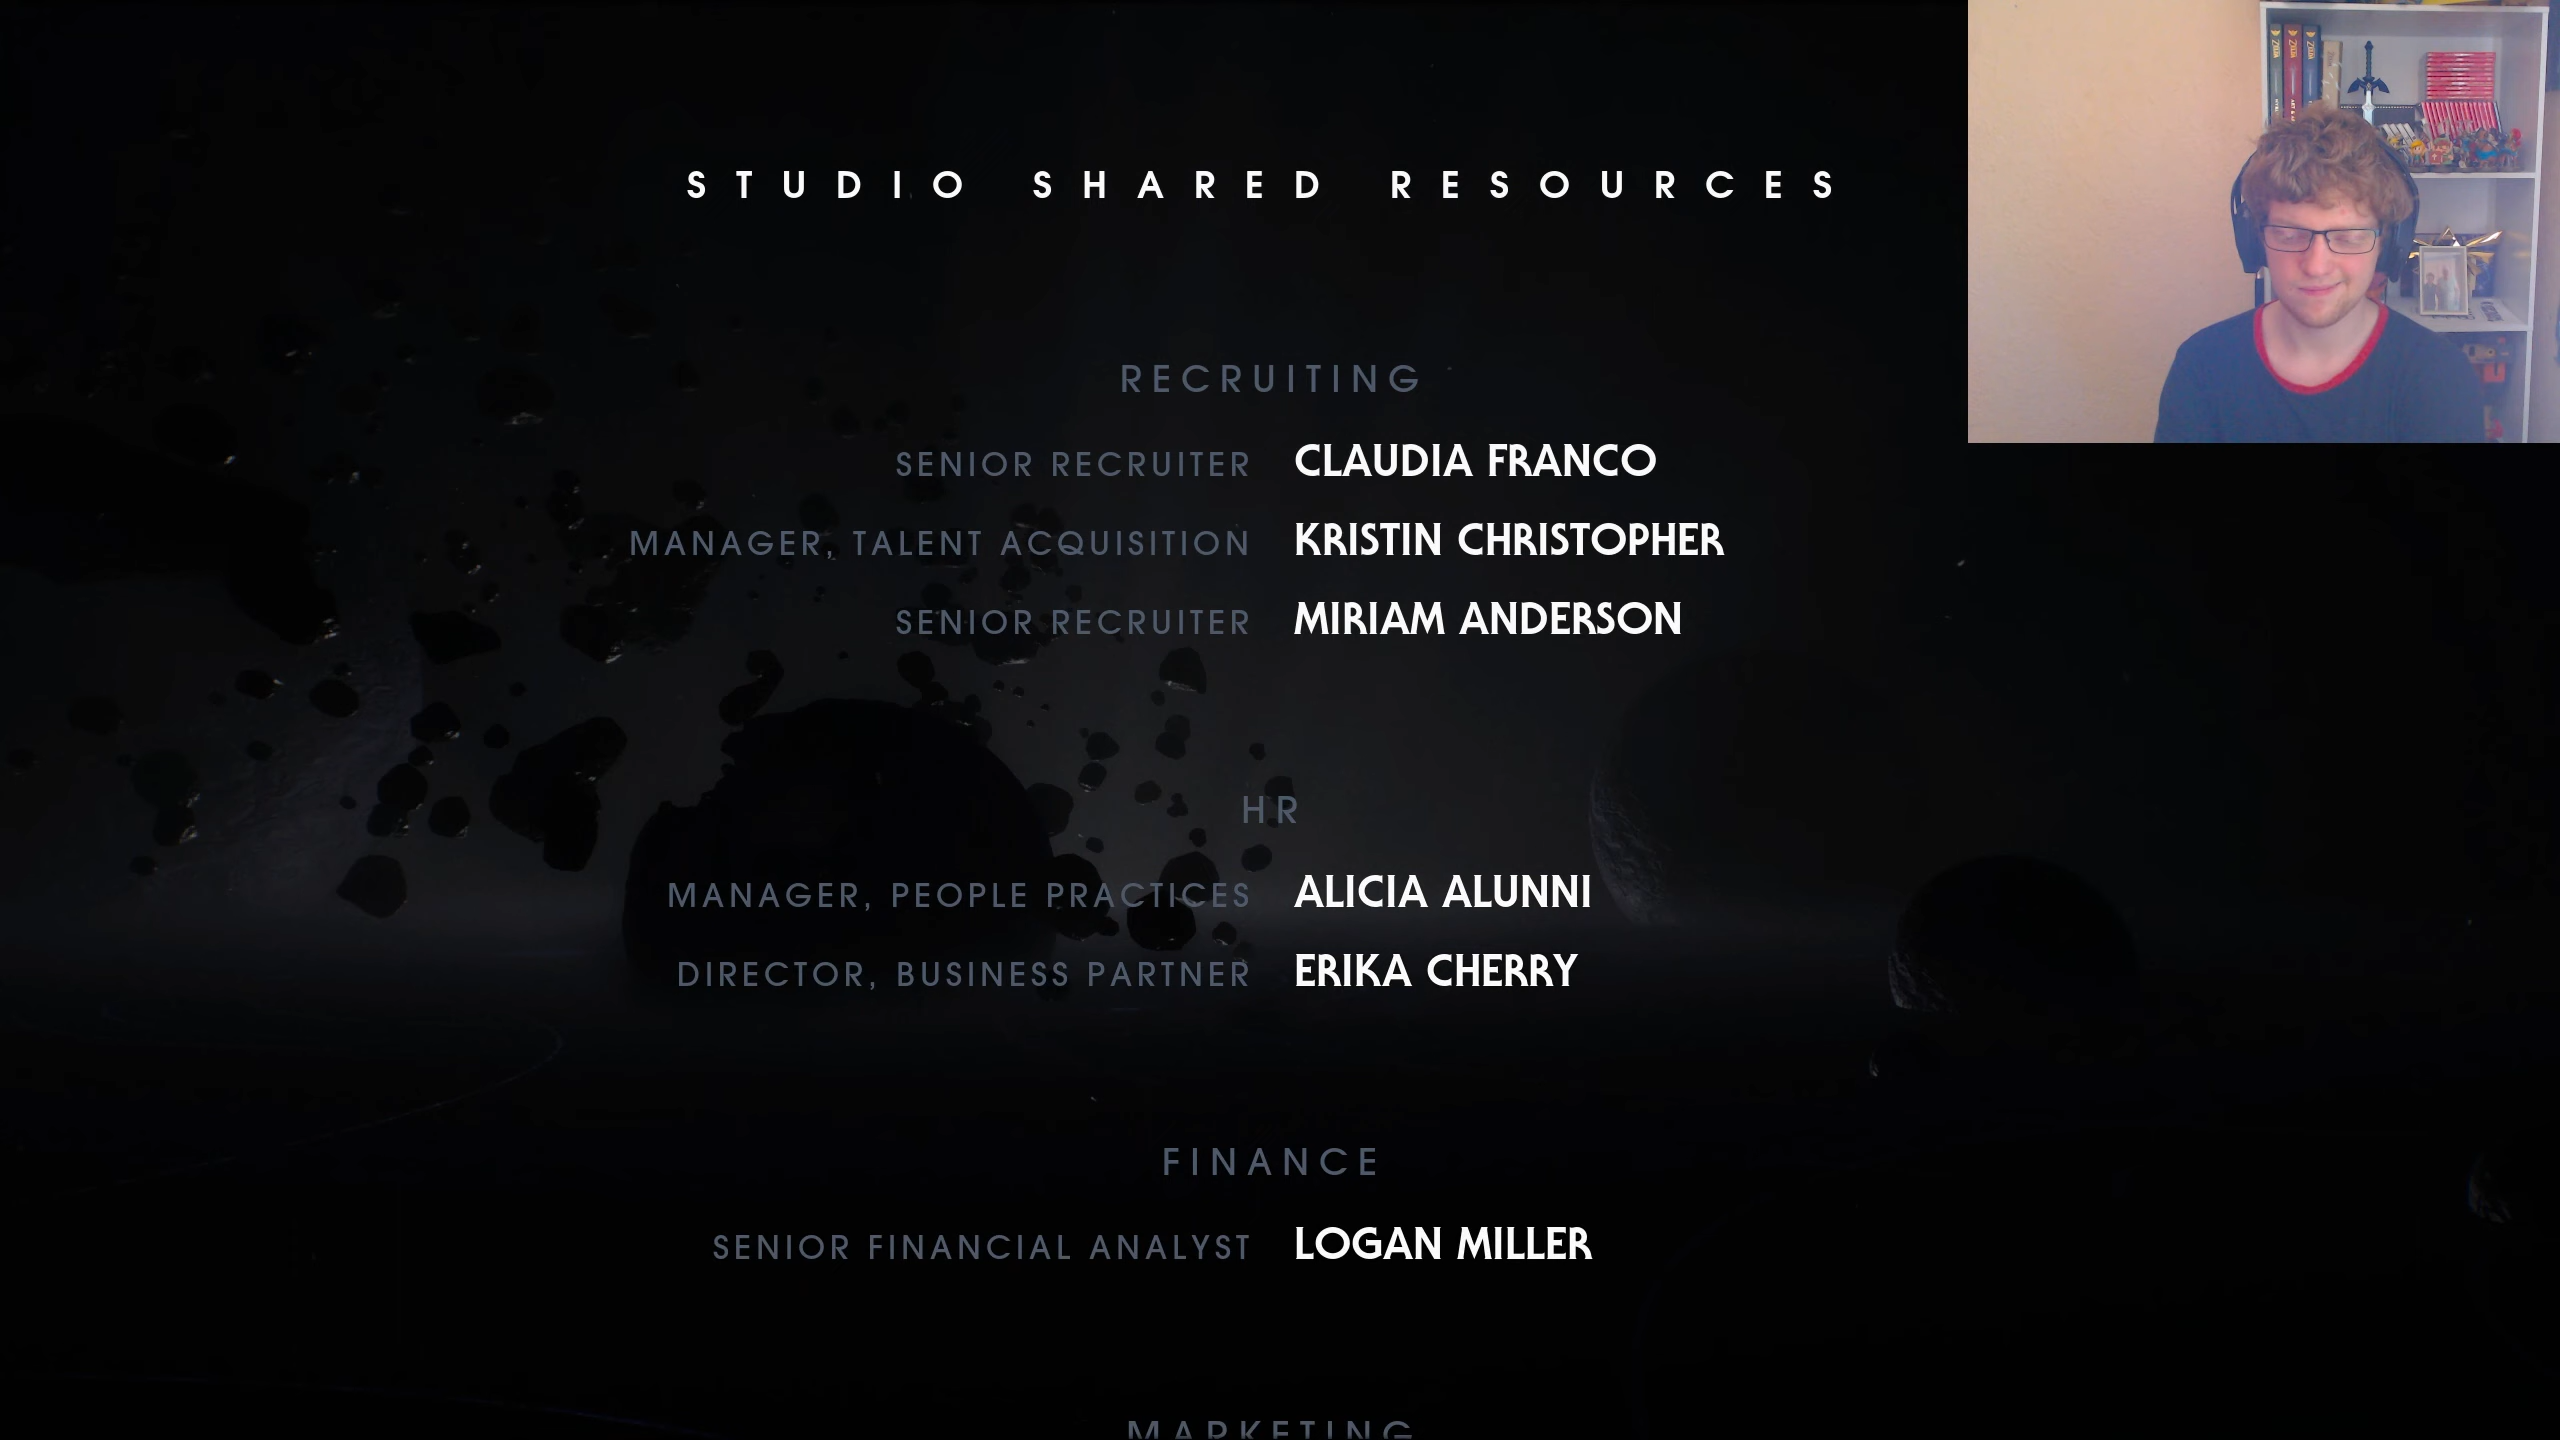 STUDIO SHARED RESOURCES
RECRUITING
SENIOR RECRUITER CLAUDIA FRANCO
MANAGER, TALENT ACQUISITION KRISTIN CHRISTOPHER
SENIOR RECRUITER MIRIAM ANDERSON
HR
MANAGER, PEOPLE PRACTICES ALICIA ALUNNI
DIRECTOR, BUSINESS PARTNER ERIKA CHERRY
FINANCE
SENIOR FINANCIAL ANALYST LOGAN MILLER
MARKETING